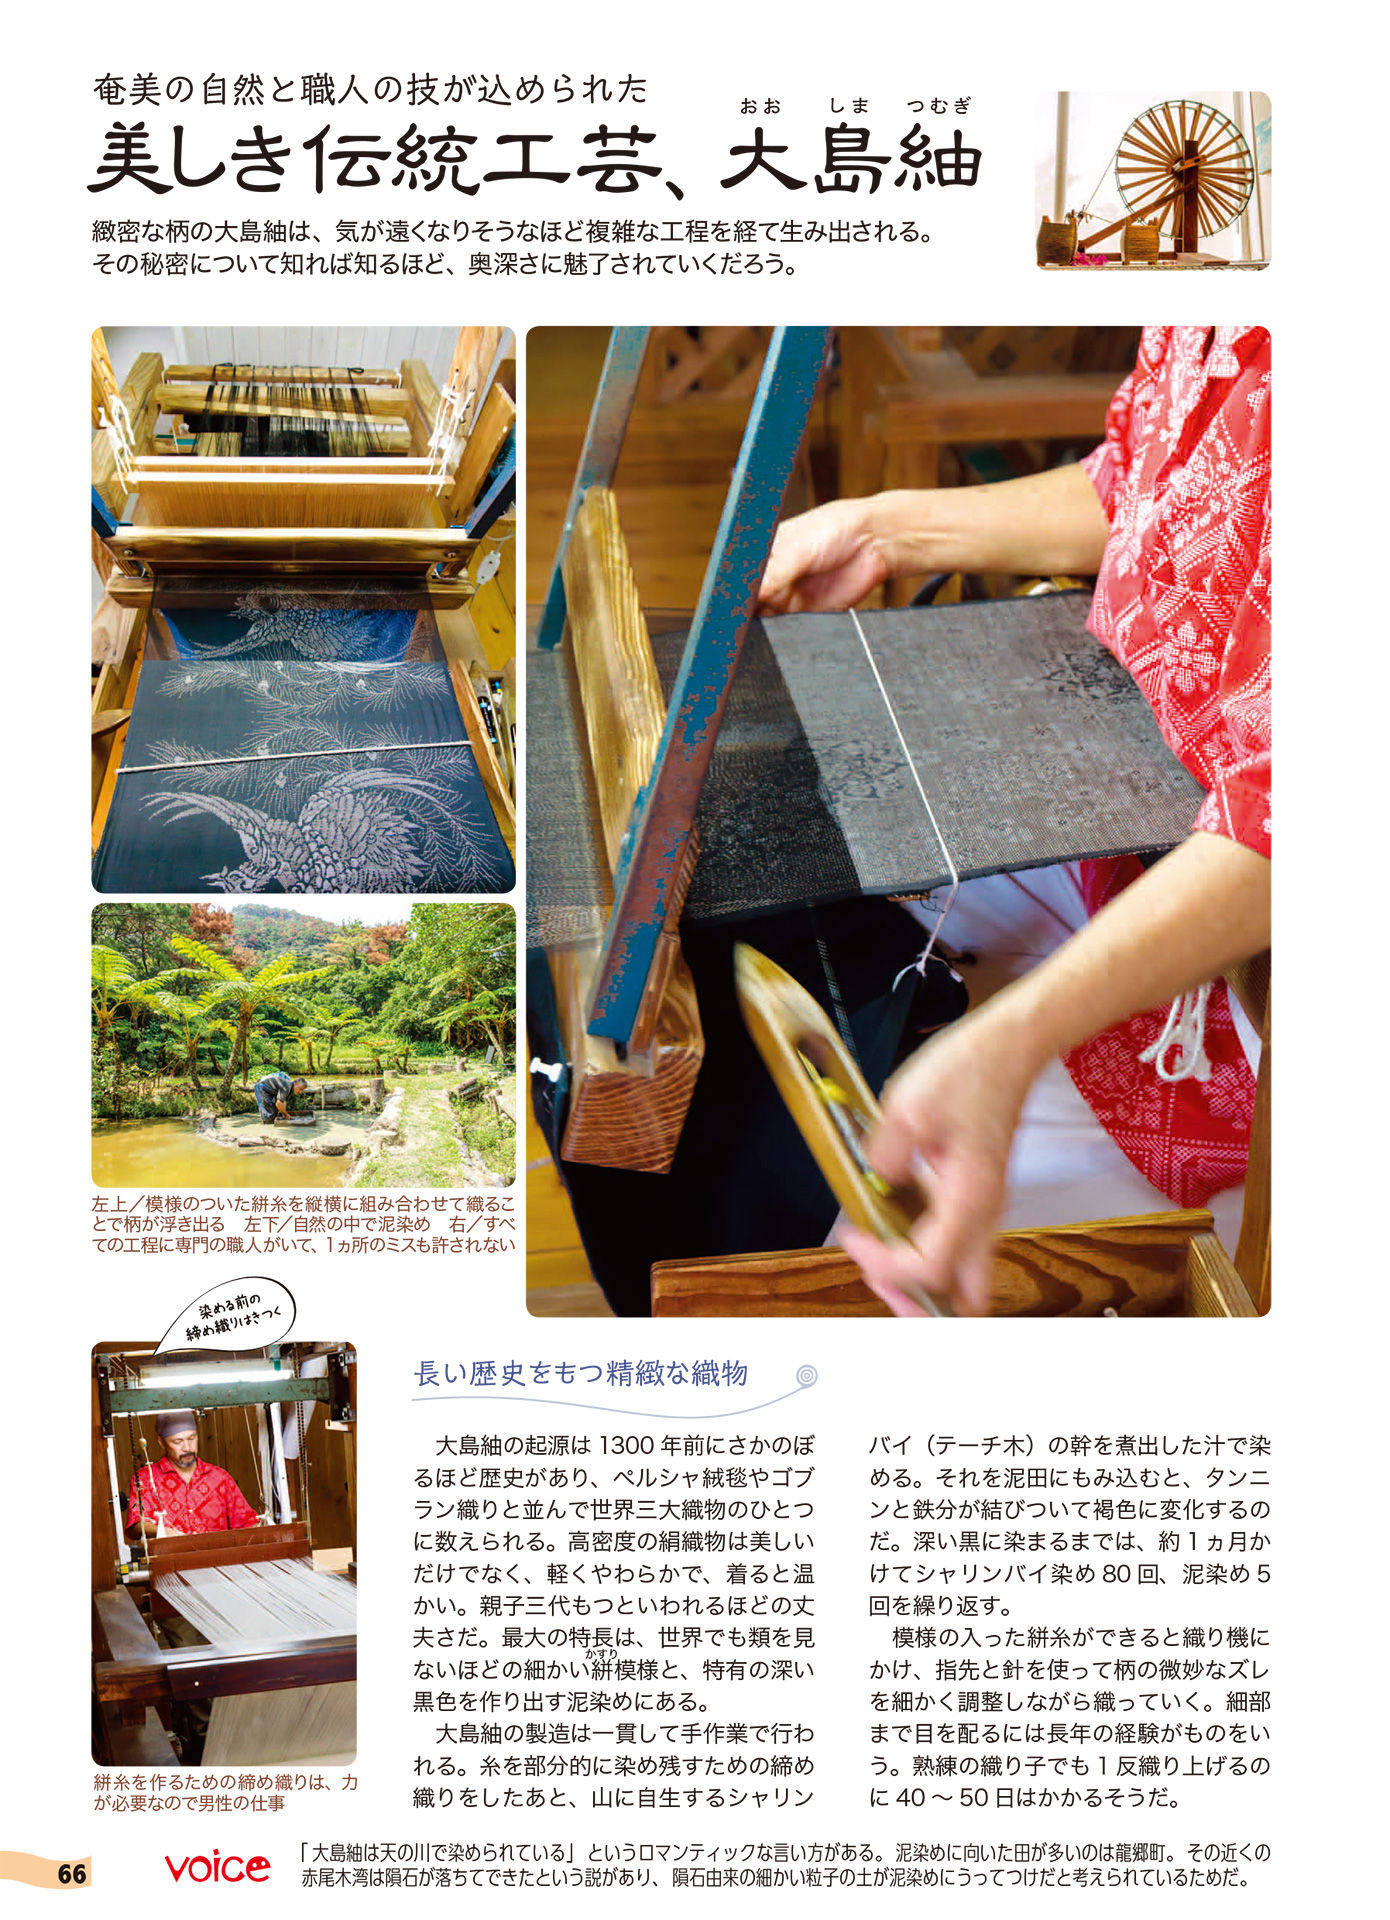 奄美の自然と職人の技が込められた
おお しま つむぎ
美しき伝統工芸、大島紬
緻密な柄の大島紬は、気が遠くなりそうなほど複雑な工程を経て生み出される。
その秘密について知れば知るほど、奥深さに魅了されていくだろう。
左上／模様のついた絣糸を縦横に組み合わせて織るこ
とで柄が浮き出る　左下／自然の中で泥染め　右／すべ
ての工程に専門の職人がいて、1ヵ所のミスも許されない
染める前の
締め織りはきつく
絣糸を作るための締め織りは、力
が必要なので男性の仕事
長い歴史をもつ精緻な織物
大島紬の起源は 1300 年前にさかのぼ
るほど歴史があり、ペルシャ絨毯やゴブ
ラン織りと並んで世界三大織物のひとつ
に数えられる。高密度の絹織物は美しい
だけでなく、軽くやわらかで、着ると温
かい。親子三代もつといわれるほどの丈
夫さだ。最大の特長は、世界でも類を見
かすり
ないほどの細かい絣模様と、特有の深い
黒色を作り出す泥染めにある。
大島紬の製造は一貫して手作業で行わ
れる。糸を部分的に染め残すための締め
織りをしたあと、山に自生するシャリン
バイ（テーチ木）の幹を煮出した汁で染
める。それを泥田にもみ込むと、タンニ
ンと鉄分が結びついて褐色に変化するの
だ。深い黒に染まるまでは、約 1 ヵ月か
けてシャリンバイ染め 80 回、泥染め 5
回を繰り返す。
模様の入った絣糸ができると織り機に
かけ、指先と針を使って柄の微妙なズレ
を細かく調整しながら織っていく。細部
まで目を配るには長年の経験がものをい
う。熟練の織り子でも 1 反織り上げるの
に 40 ～ 50 日はかかるそうだ。
66
voice
「大島紬は天の川で染められている」というロマンティックな言い方がある。泥染めに向いた田が多いのは龍郷町。その近くの
赤尾木湾は隕石が落ちてできたという説があり、隕石由来の細かい粒子の土が泥染めにうってつけだと考えられているためだ。